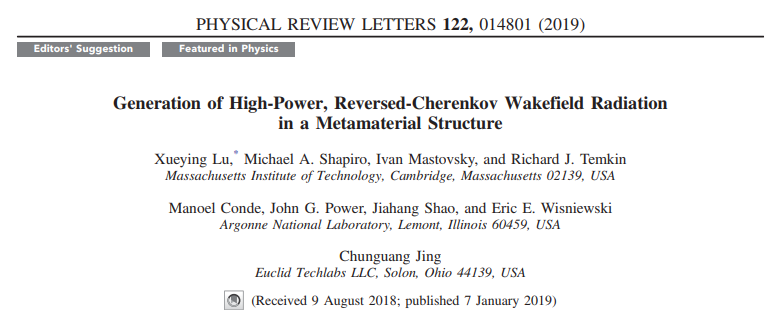 PHYSICAL REVIEW LETTERS 122, 014801 (2019)
Editors' Suggestion Featured in Physics
Generation of High-Power, Reversed-Cherenkov Wakefield Radiation
in a Metamaterial Structure
Xueying Lu,* Michael A. Shapiro, Ivan Mastovsky, and Richard J. Temkin
Massachusetts Institute of Technology, Cambridge, Massachusetts 02139, USA
Manoel Conde, John G. Power, Jiahang Shao, and Eric E. Wisniewski
Argonne National Laboratory, Lemont, Illinois 60459, USA
Chunguang Jing
Euclid Techlabs LLC, Solon, Ohio 44139, USA
(Received 9 August 2018; published 7 January 2019)